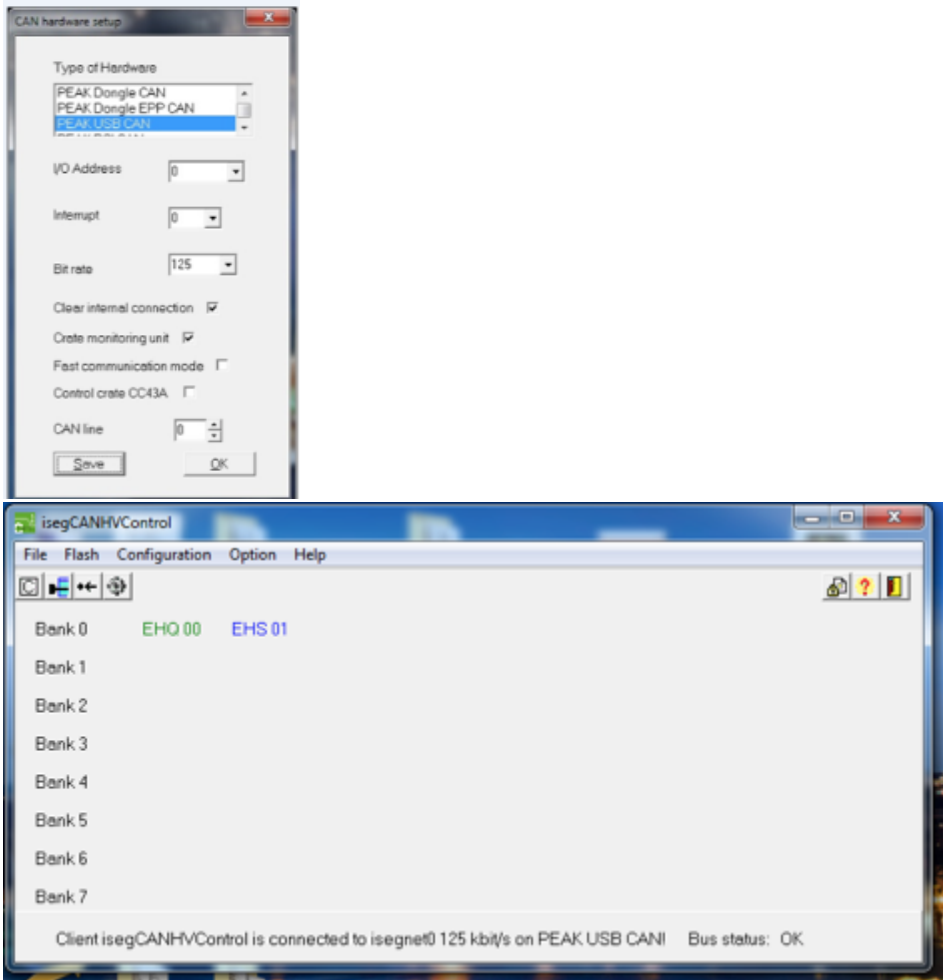 CAN hardware setup
Type of Hardware
PEAK Dongle CAN
PEAK Dongle EPP CAN
PEAK USB CAN
I/O Address 0
Interrupt 0
Bit rate 125
Clear internal connection
Crate monitoring unit
Fast communication mode
Control crate CC43A
CAN line 0
Save OK
isegCANHVControl
File Flash Configuration Option Help
Bank 0 EHQ 00 EHS 01
Bank 1
Bank 2
Bank 3
Bank 4
Bank 5
Bank 6
Bank 7
Client isegCANHVControl is connected to isegnet0 125 kbit/s on PEAK USB CAN! Bus status: OK